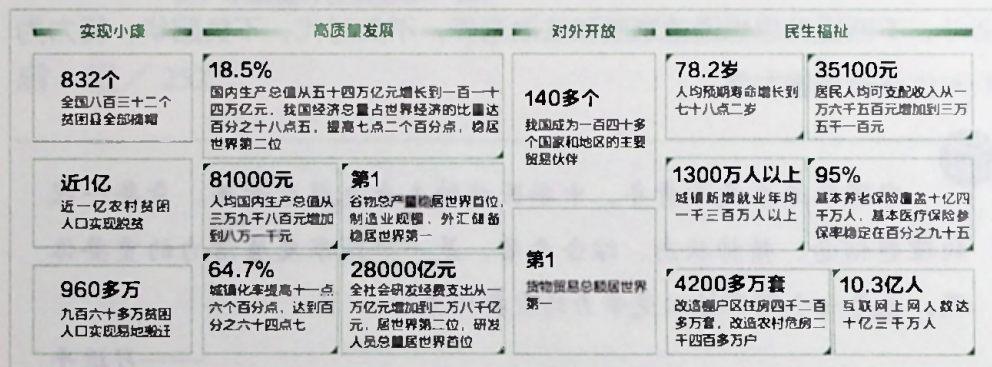 实现小康
832个
全国八百三十二个
贫困县全部摘帽
近1亿
近一亿农村贫困
人口实现脱贫
960多万
九百六十多万贫困
人口实现易地搬迁
高质量发展
18.5%
国内生产总值从五十四万亿元增长到一百一十
四万亿元，我国经济总量占世界经济的比重达
百分之十八点五，提高七点二个百分点，稳居
世界第二位
81000元
人均国内生产总值从
三万九千八百元增加
到八万一千元
第1
谷物总产量稳居世界首位，
制造业规模、外汇储备
稳居世界第一
64.7%
城镇化率提高十一点
六个百分点，达到百
分之六十四点七
28000亿元
全社会研发经费支出从一
万亿元增加到二万八千亿
元，居世界第二位，研发
人员总量居世界首位
对外开放
140多个
我国成为一百四十多
个国家和地区的主要
贸易伙伴
第1
货物贸易总额居世界
第一
民生福祉
78.2岁
人均预期寿命增长到
七十八点二岁
35100元
居民人均可支配收入从一
万六千五百元增加到三万
五千一百元
1300万人以上
城镇新增就业年均
一千三百万人以上
95%
基本养老保险覆盖十亿四
千万人，基本医疗保险参
保率稳定在百分之九十五
4200多万套
改造棚户区住房四千二百
多万套，改造农村危房二
千四百多万户
10.3亿人
互联网上网人数达
十亿三千万人